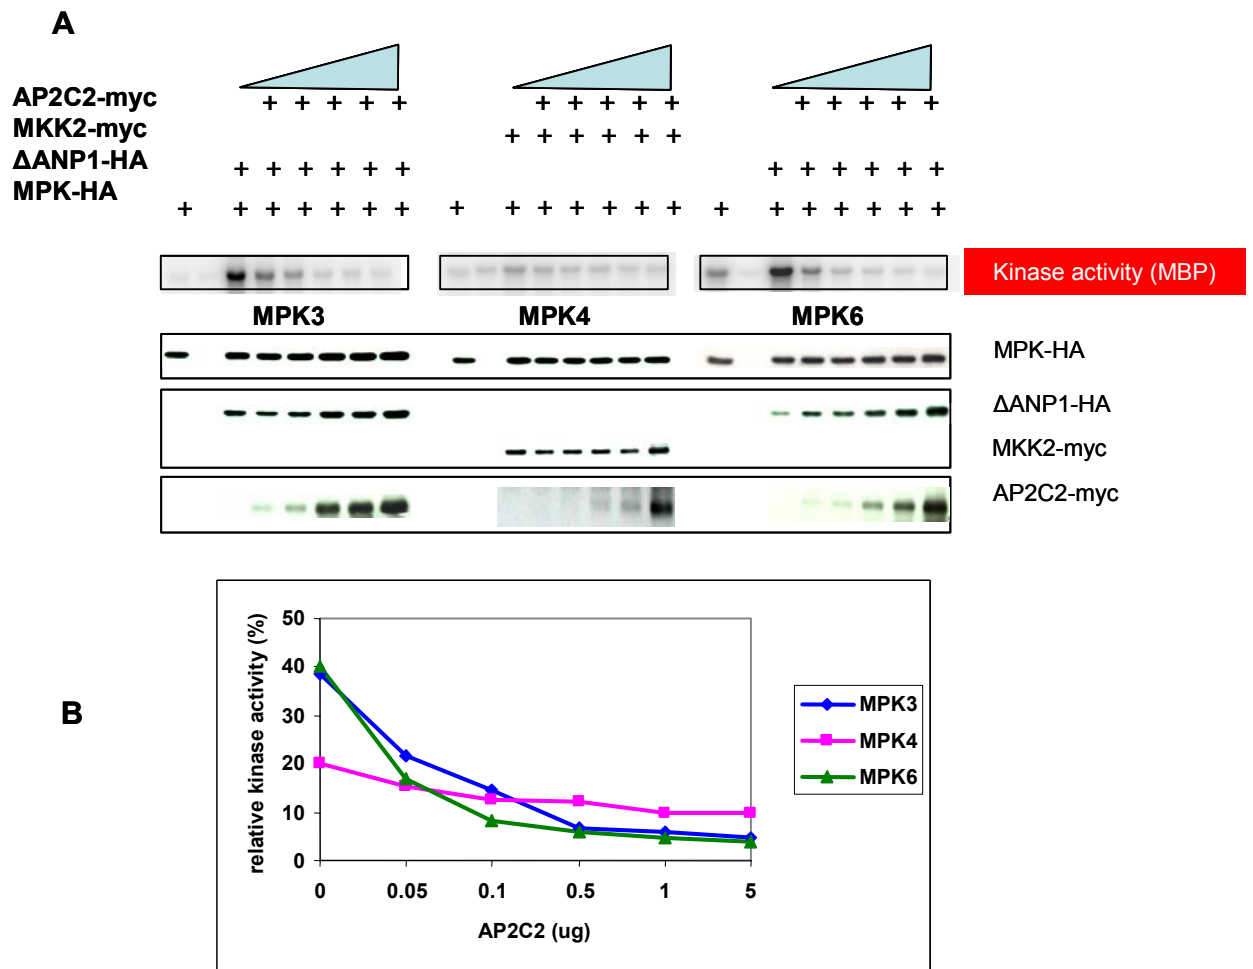 A
AP2C2-myc + + + + + + + + + + + + + + +
MKK2-myc + + + + + +
ΔANP1-HA + + + + + + + + + + + +
MPK-HA + + + + + + + + + + + + + + + + + + + + +
Kinase activity (MBP)
MPK3 MPK4 MPK6
MPK-HA
ΔANP1-HA
MKK2-myc
AP2C2-myc
B
relative kinase activity (%)
50
40
30
20
10
0
0 0.05 0.1 0.5 1 5
AP2C2 (ug)
MPK3
MPK4
MPK6